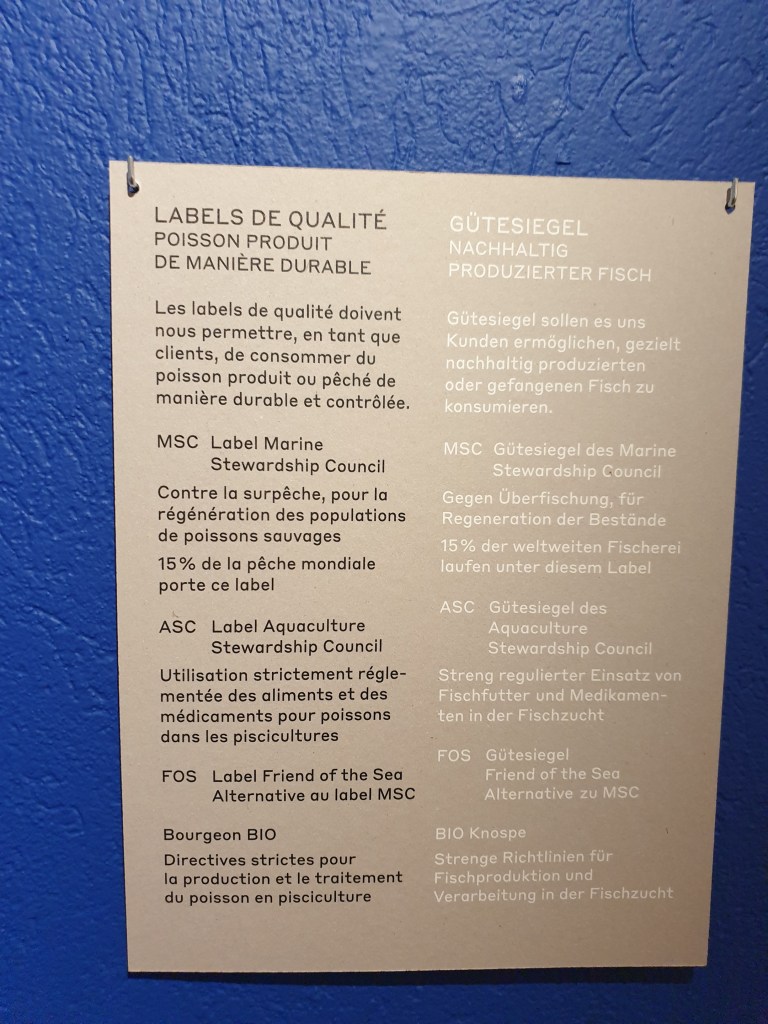 LABELS DE QUALITÉ
POISSON PRODUIT
DE MANIÈRE DURABLE
Les labels de qualité doivent
nous permettre, en tant que
clients, de consommer du
poisson produit ou pêché de
manière durable et contrôlée.
MSC Label Marine
Stewardship Council
Contre la surpêche, pour la
régénération des populations
de poissons sauvages
15% de la pêche mondiale
porte ce label
ASC Label Aquaculture
Stewardship Council
Utilisation strictement régle-
mentée des aliments et des
médicaments pour poissons
dans les piscicultures
FOS Label Friend of the Sea
Alternative au label MSC
Bourgeon BIO
Directives strictes pour
la production et le traitement
du poisson en pisciculture
GÜTESIEGEL
NACHHALTIG
PRODUZIERTER FISCH
Gütesiegel sollen es uns
Kunden ermöglichen, gezielt
nachhaltig produzierten
oder gefangenen Fisch zu
konsumieren.
MSC Gütesiegel des Marine
Stewardship Council
Gegen Überfischung, für
Regeneration der Bestände
15% der weltweiten Fischerei
laufen unter diesem Label
ASC Gütesiegel des
Aquaculture
Stewardship Council
Streng regulierter Einsatz von
Fischfutter und Medikamen-
ten in der Fischzucht
FOS Gütesiegel
Friend of the Sea
Alternative zu MSC
BIO Knospe
Strenge Richtlinien für
Fischproduktion und
Verarbeitung in der Fischzucht